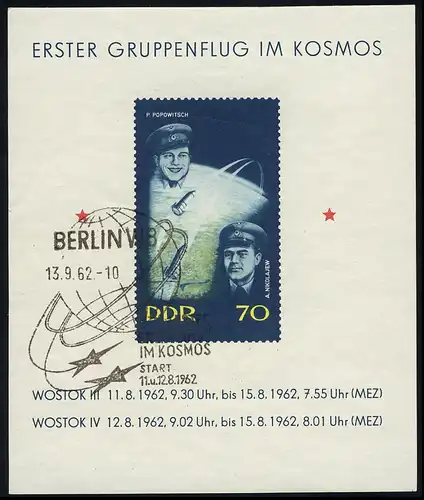 ERSTER GRUPPENFLUG IM KOSMOS
P. POPOWITSCH
A. NIKOLAJEW
BERLIN W8
13.9.62-10
DDR 70
IM KOSMOS
START
11.u.12.8.1962
WOSTOK III 11.8.1962, 9.30 Uhr, bis 15.8.1962, 7.55 Uhr (MEZ)
WOSTOK IV 12.8.1962, 9.02 Uhr, bis 15.8.1962, 8.01 Uhr (MEZ)